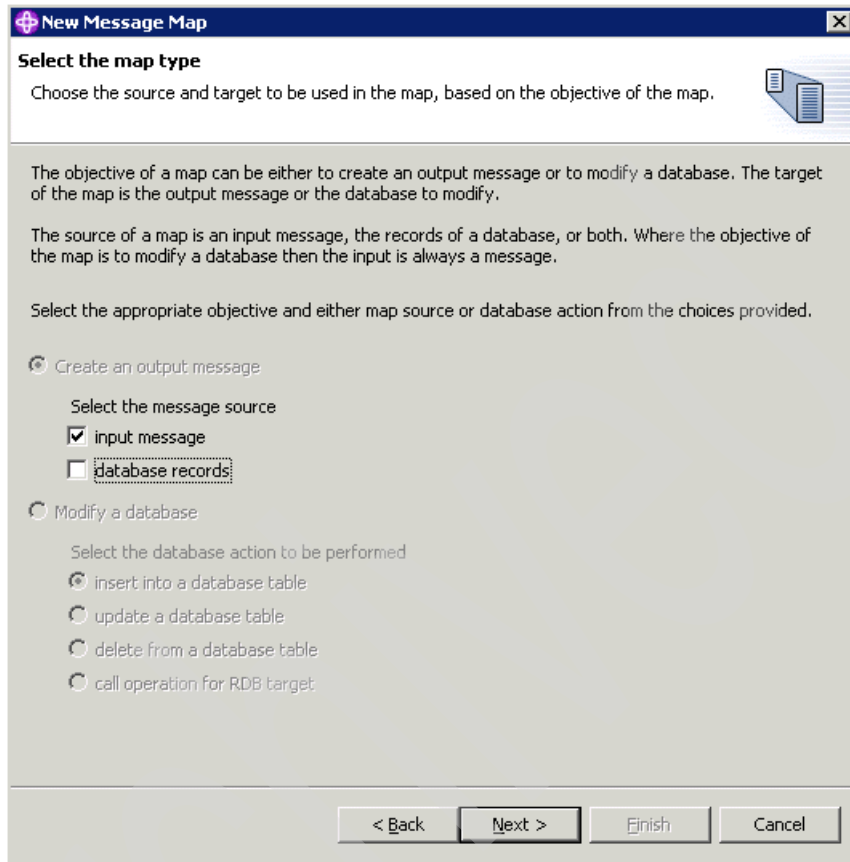 New Message Map
Select the map type
Choose the source and target to be used in the map, based on the objective of the map.
The objective of a map can be either to create an output message or to modify a database. The target
of the map is the output message or the database to modify.
The source of a map is an input message, the records of a database, or both. Where the objective of
the map is to modify a database then the input is always a message.
Select the appropriate objective and either map source or database action from the choices provided.
Create an output message
Select the message source
input message
database records
Modify a database
Select the database action to be performed
insert into a database table
update a database table
delete from a database table
call operation for RDB target
< Back Next > Finish Cancel